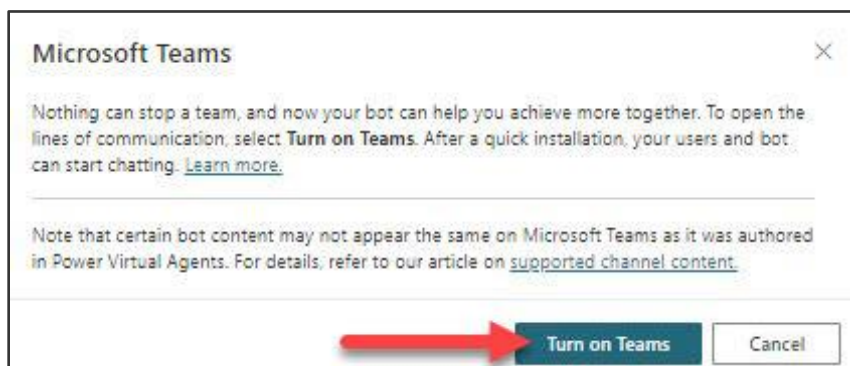 Microsoft Teams
Nothing can stop a team, and now your bot can help you achieve more together. To open the
lines of communication, select Turn on Teams. After a quick installation, your users and bot
can start chatting. Learn more.
Note that certain bot content may not appear the same on Microsoft Teams as it was authored
in Power Virtual Agents. For details, refer to our article on supported channel content.
Turn on Teams
Cancel